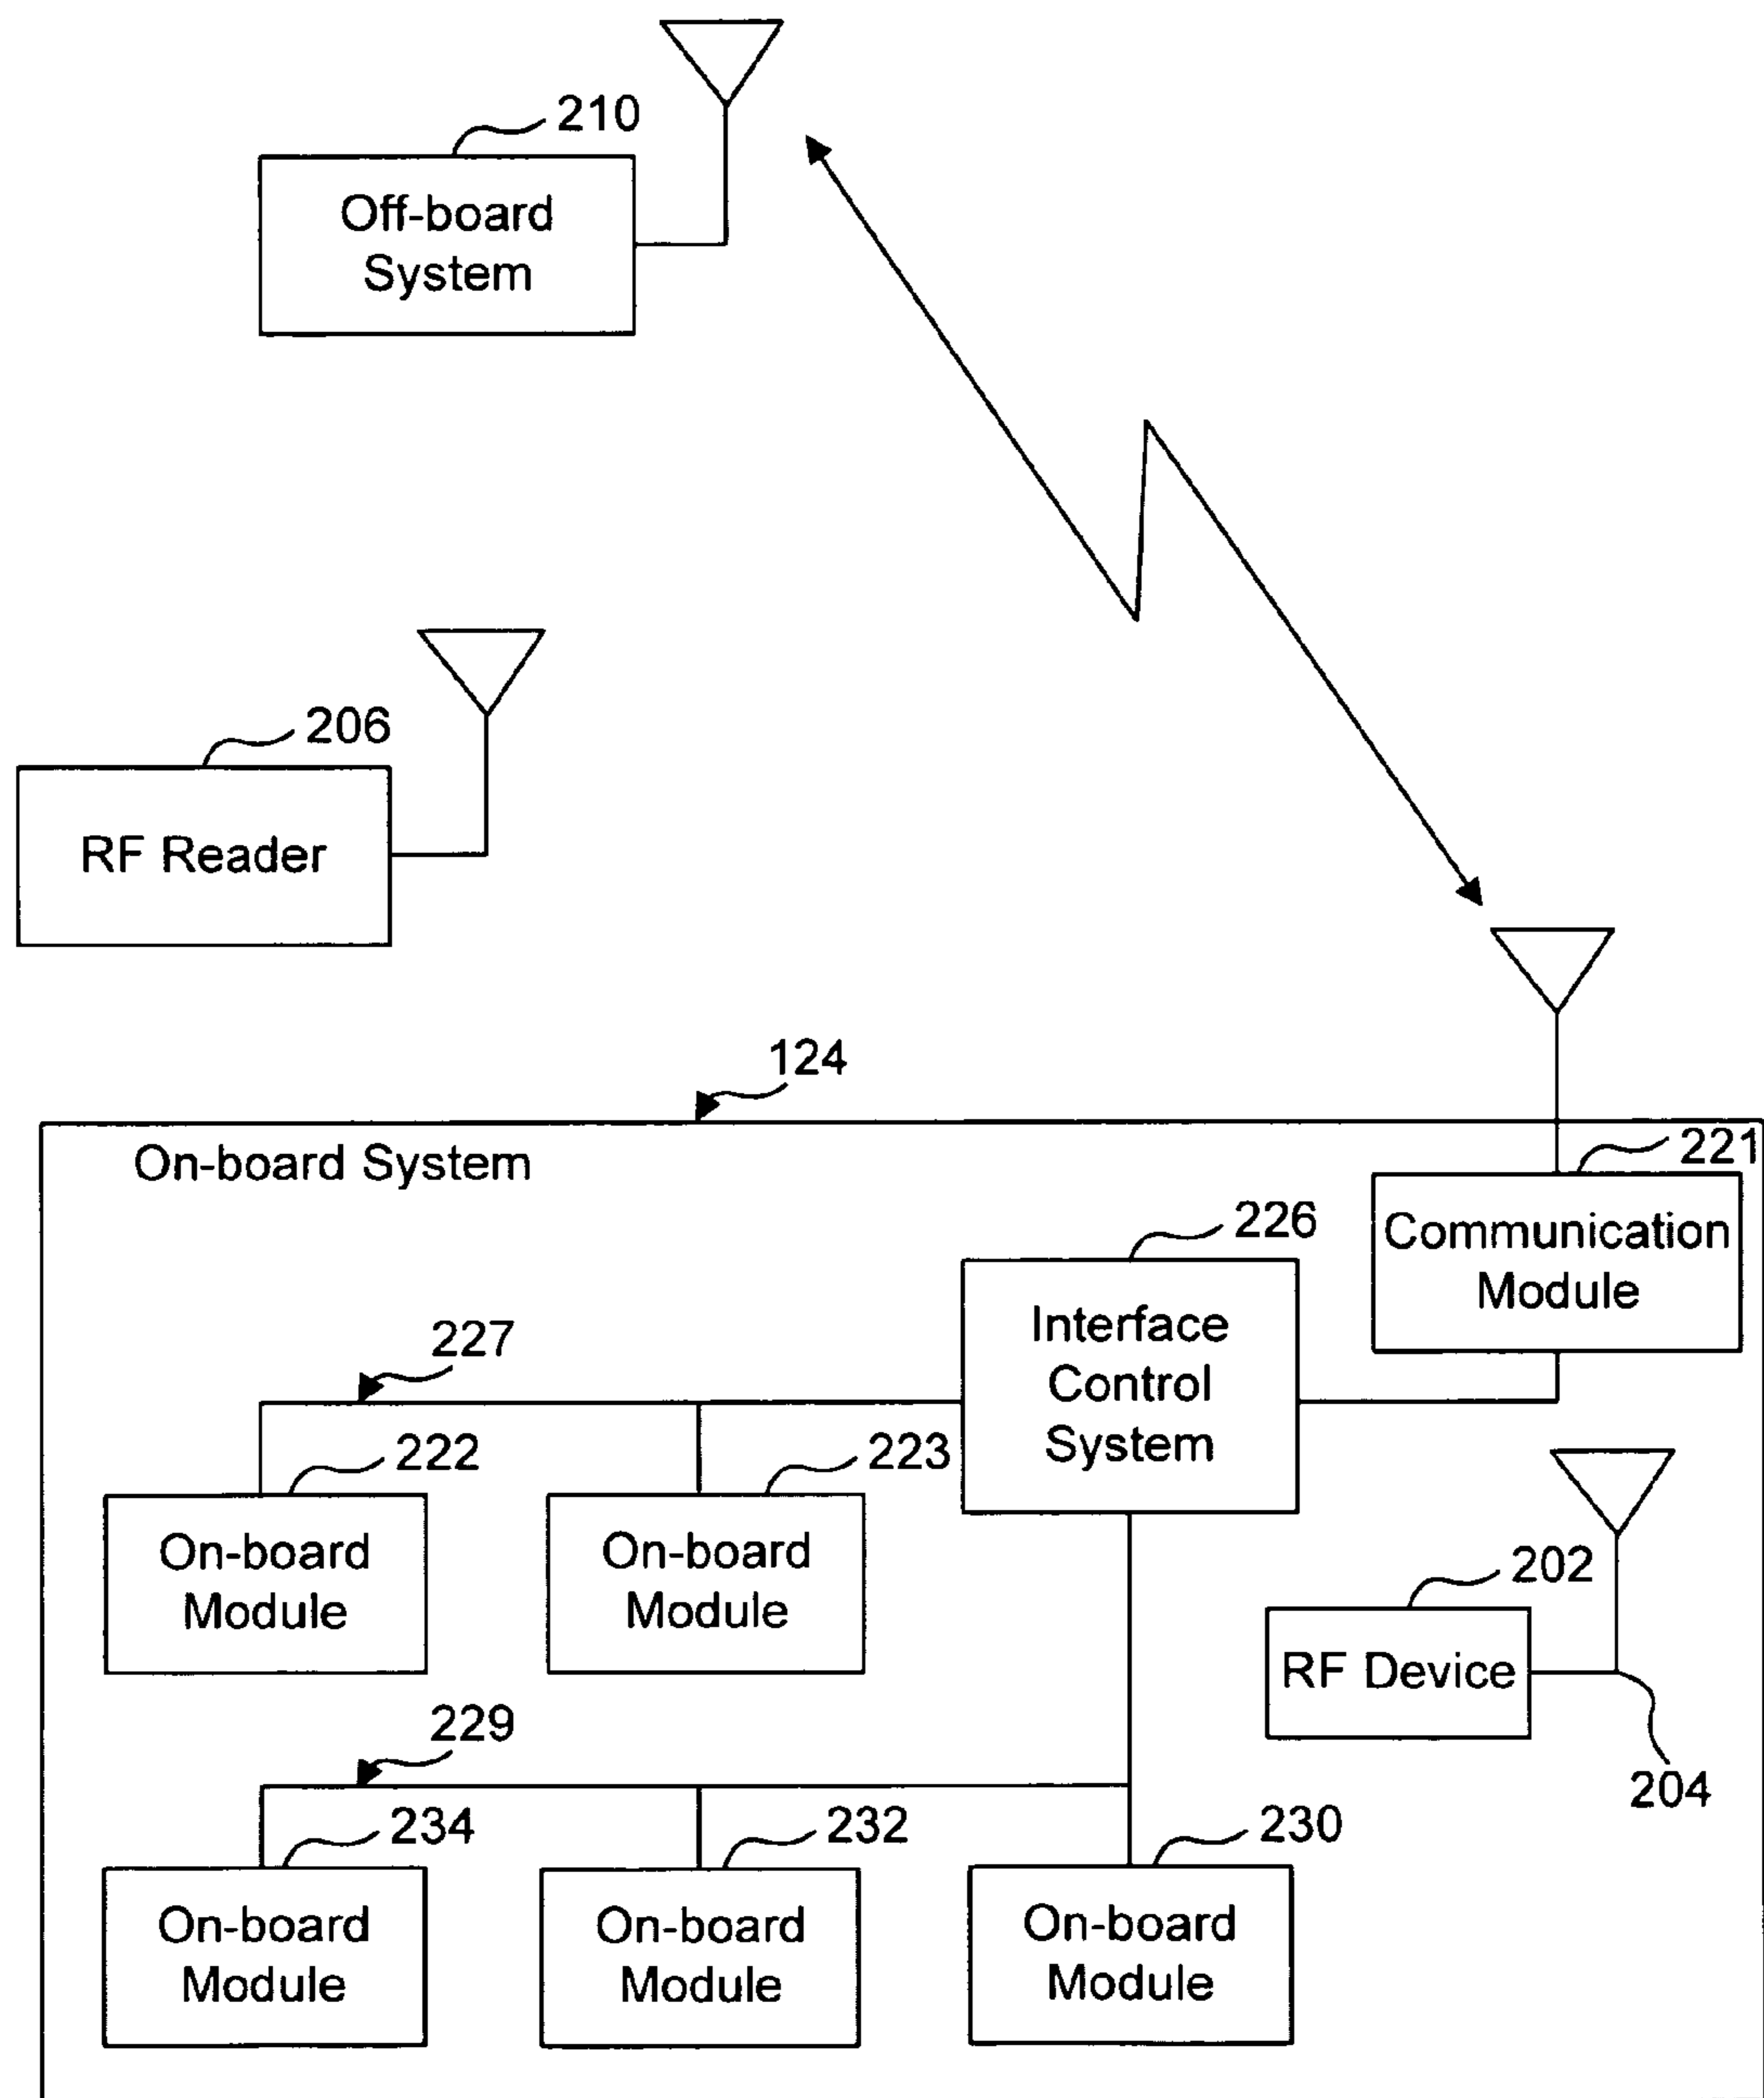 210
Off-board
System
206
RF Reader
124
On-board System
221
Communication
Module
226
Interface
Control
System
227
222
On-board
Module
223
On-board
Module
202
RF Device
204
229
234
On-board
Module
232
On-board
Module
230
On-board
Module